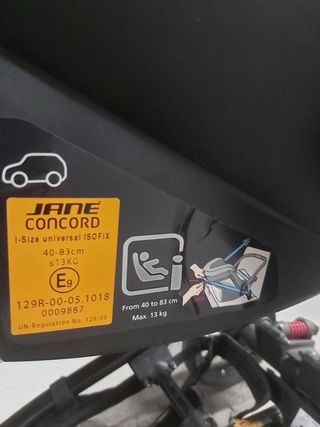 JANÉ
CONCORD
i-Size universal ISOFIX
40-83cm
≤13KG
E9
129R-00-05.1018
0009887
UN-Regulation No. 129/00
i
From 40 to 83 cm
Max. 13 kg